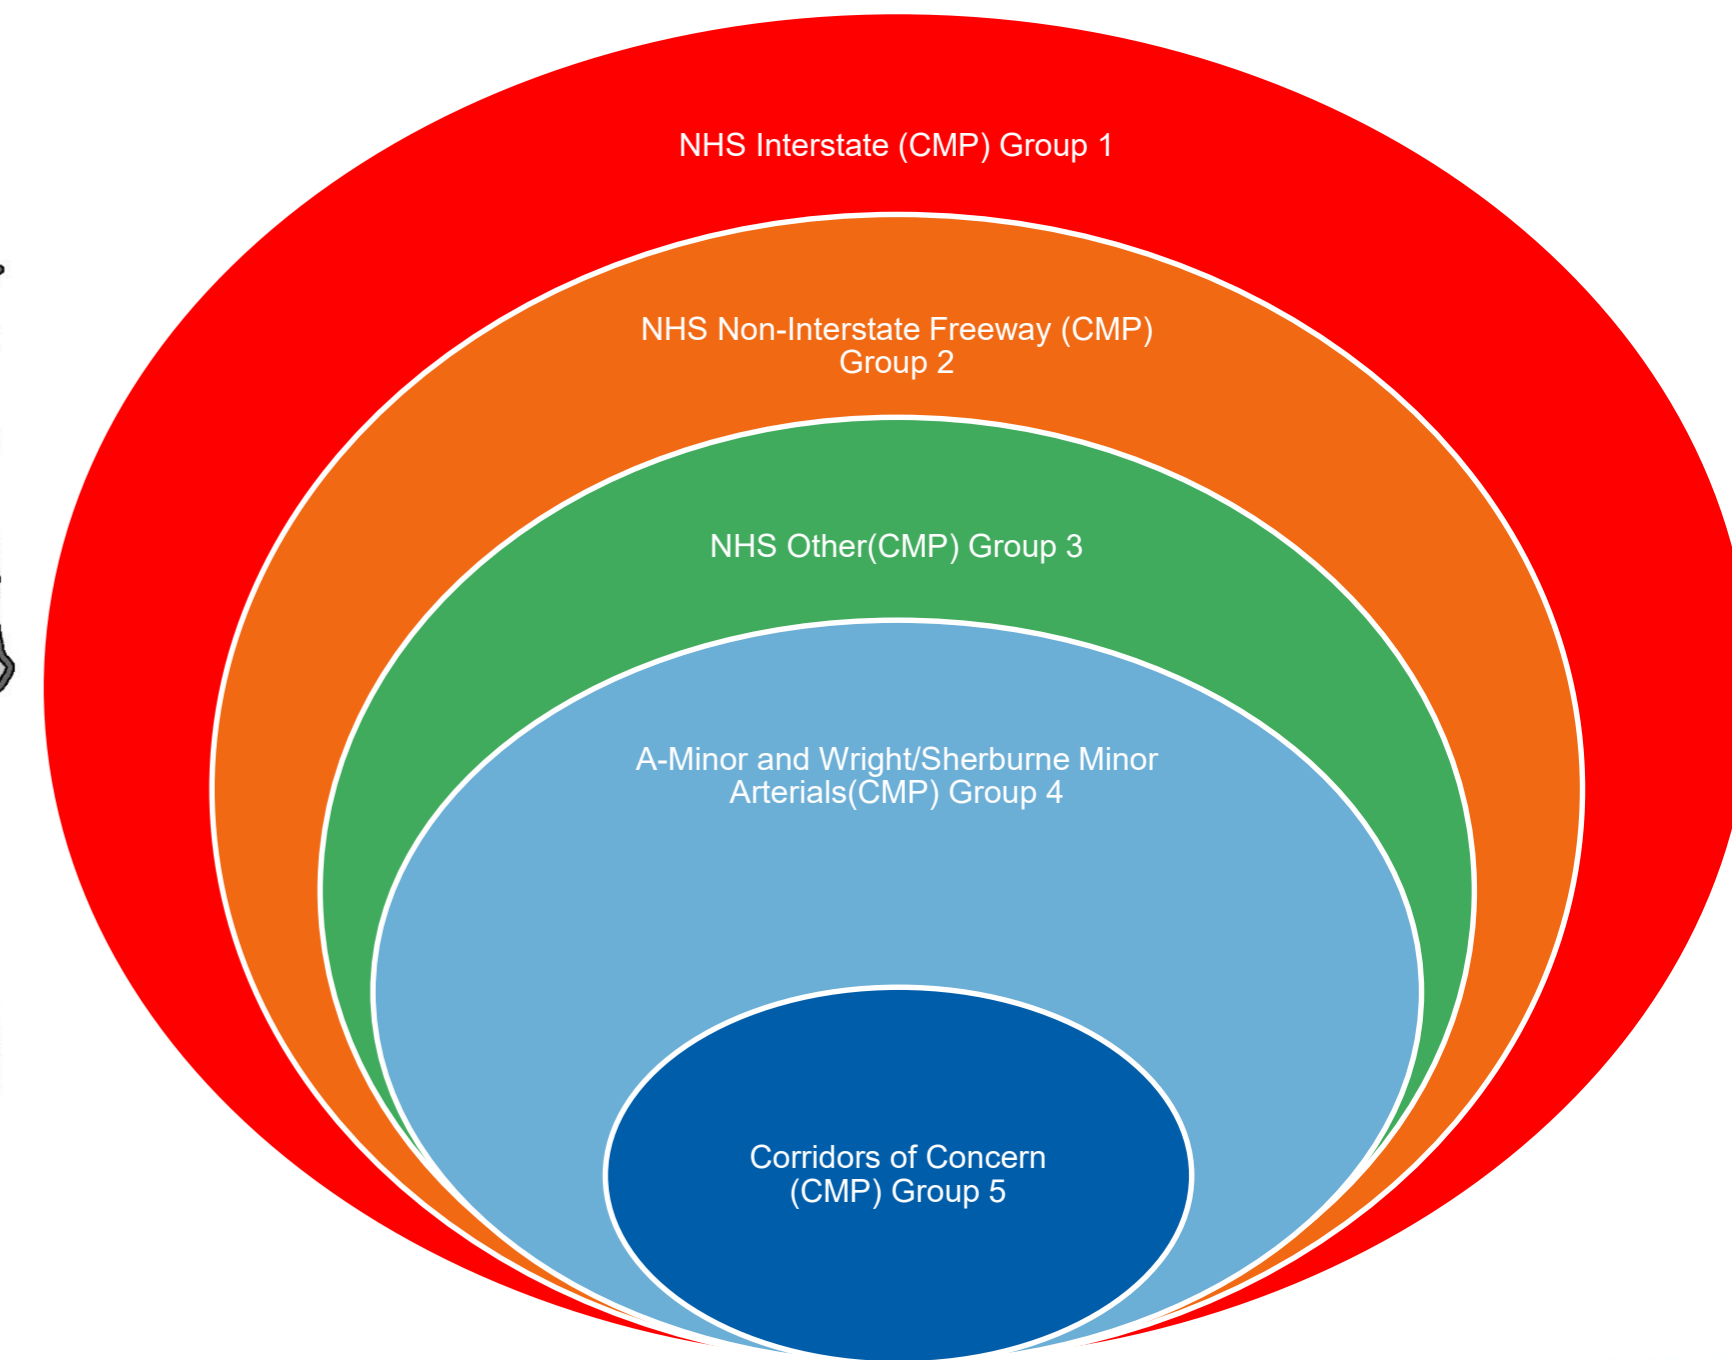 NHS Interstate (CMP) Group 1
NHS Non-Interstate Freeway (CMP)
Group 2
NHS Other(CMP) Group 3
A-Minor and Wright/Sherburne Minor
Arterials(CMP) Group 4
Corridors of Concern
(CMP) Group 5